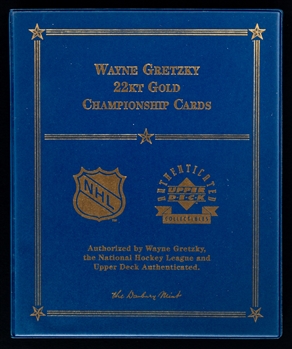 WAYNE GRETZKY
22KT GOLD
CHAMPIONSHIP CARDS
NHL
AUTHENTICATED
UPPER
DECK
COLLECTIBLES
Authorized by Wayne Gretzky,
the National Hockey League and
Upper Deck Authenticated.
The Danbury Mint